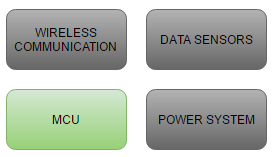 WIRELESS
COMMUNICATION
DATA SENSORS
MCU
POWER SYSTEM